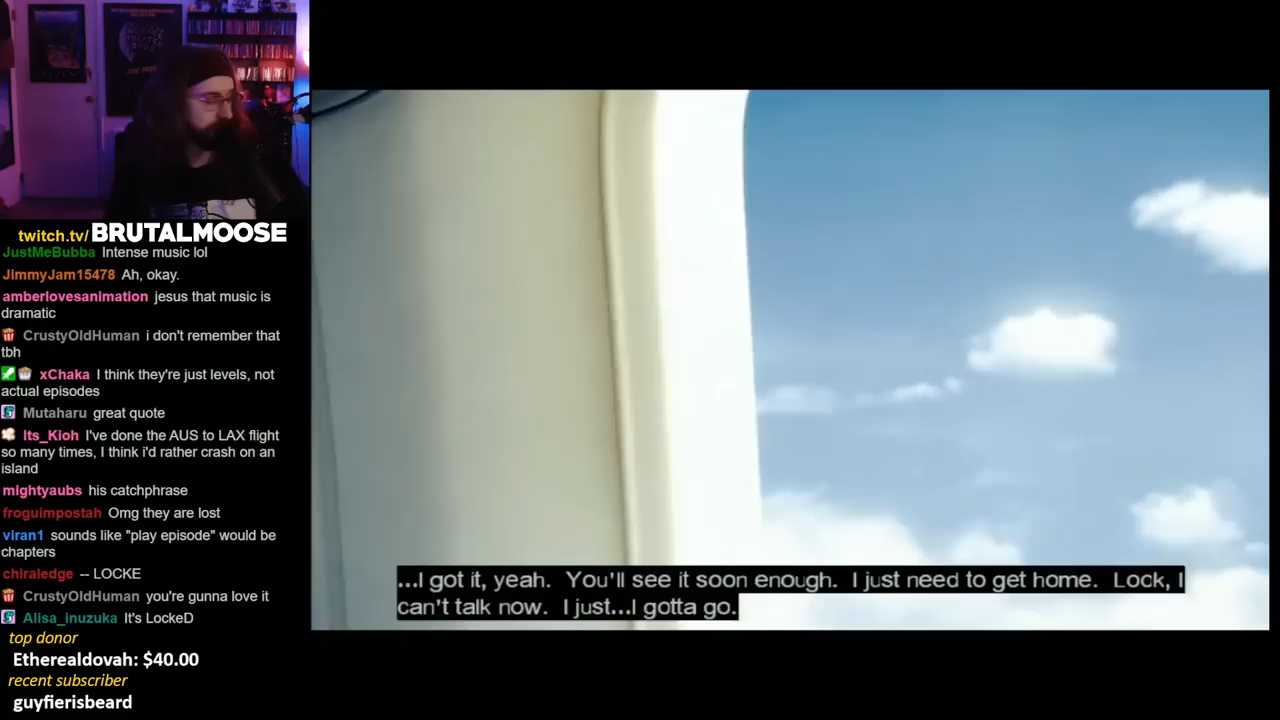 twitch.tv/BRUTALMOOSE
JustMeBubba Intense music lol
JimmyJam15478 Ah, okay.
amberlovesanimation jesus that music is
dramatic
CrustyOldHuman i don't remember that
tbh
xChaka I think they're just levels, not
actual episodes
Mutaharu great quote
Its_Kioh I've done the AUS to LAX flight
so many times, I think i'd rather crash on an
island
mightyaubs his catchphrase
froguimpostah Omg they are lost
viran1 sounds like "play episode" would be
chapters
chiraledge -- LOCKE
CrustyOldHuman you're gunna love it
Alisa_inuzuka It's LockeD
top donor
Etherealdovah: $40.00
recent subscriber
guyfierisbeard
...I got it, yeah. You'll see it soon enough. I just need to get home. Lock, I
can't talk now. I just...I gotta go.